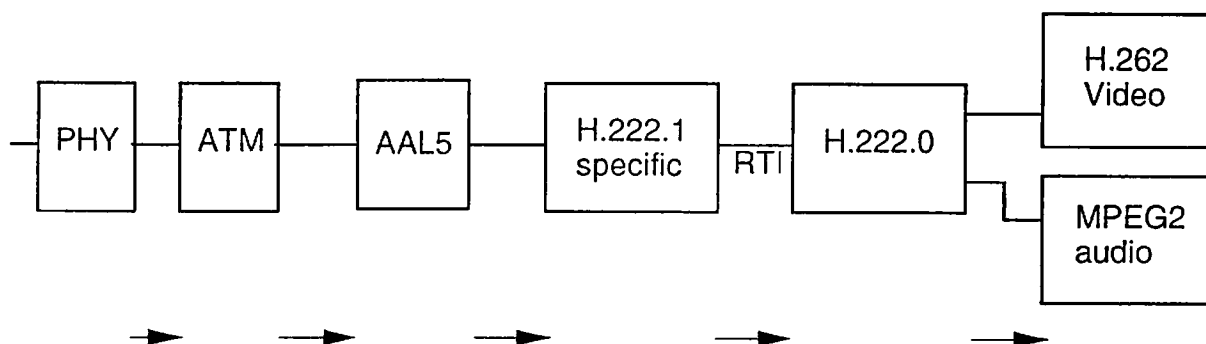 PHY
ATM
AAL5
H.222.1
specific
RTI
H.222.0
H.262
Video
MPEG2
audio